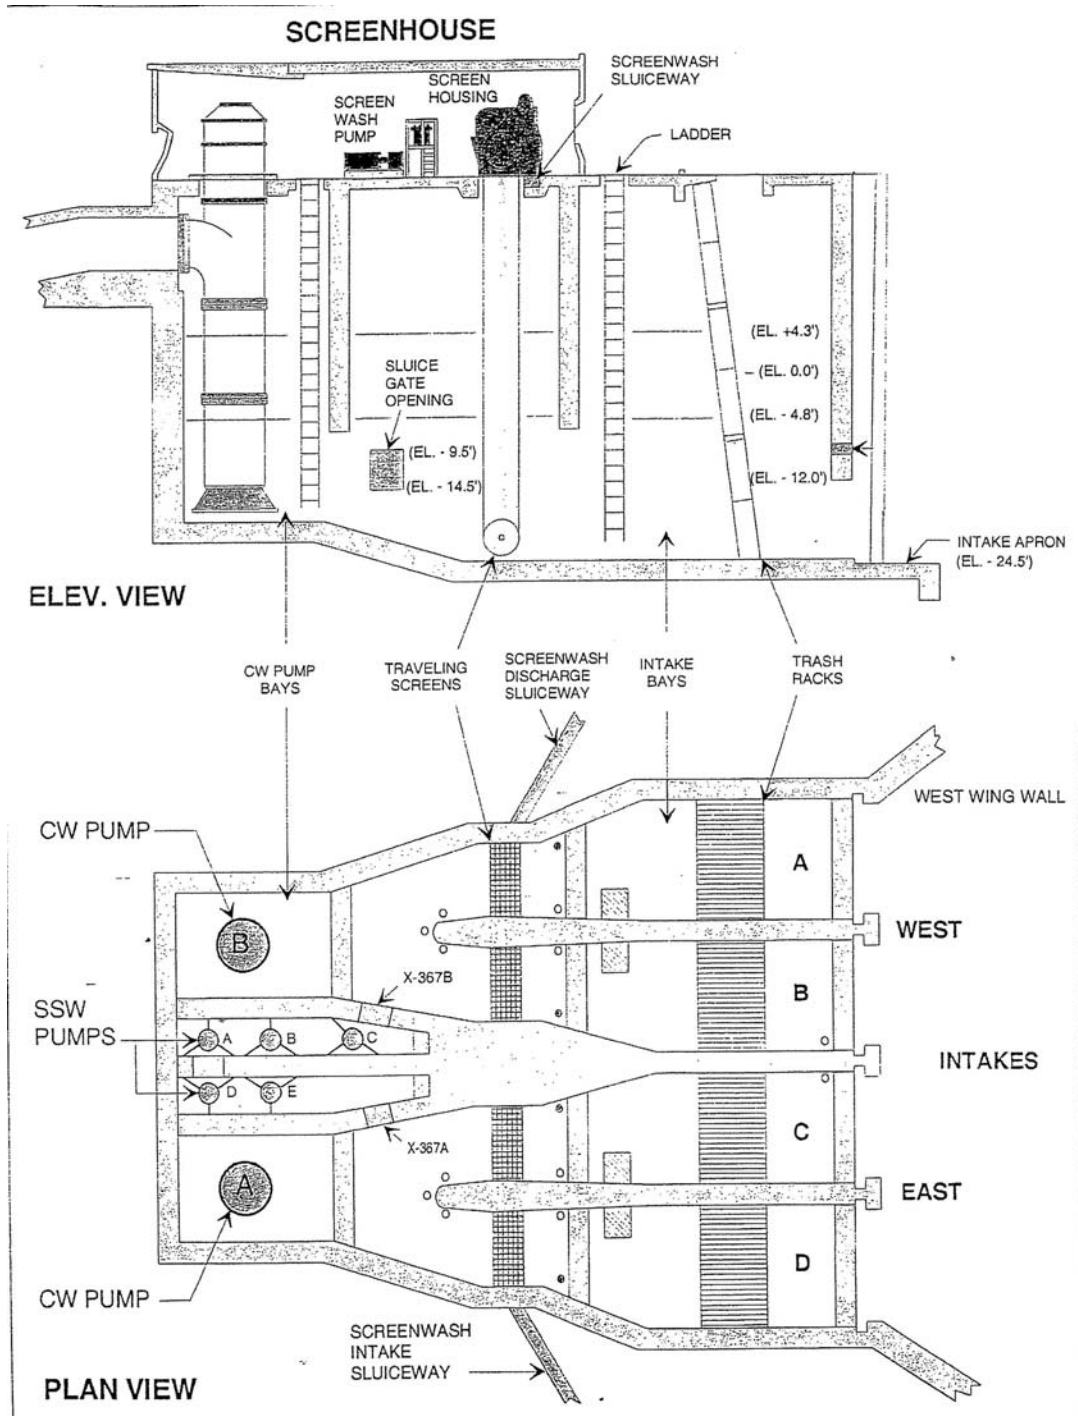 SCREENHOUSE
SCREENWASH
SLUICEWAY
SCREEN
HOUSING
SCREEN
WASH
PUMP
LADDER
(EL. +4.3')
(EL. 0.0')
SLUICE
GATE
OPENING
(EL. - 4.8')
(EL. - 9.5')
(EL. - 14.5')
(EL. - 12.0')
INTAKE APRON
(EL. - 24.5')
ELEV. VIEW
CW PUMP
BAYS
TRAVELING
SCREENS
SCREENWASH
DISCHARGE
SLUICEWAY
INTAKE
BAYS
TRASH
RACKS
WEST WING WALL
CW PUMP
A
B
WEST
X-367B
B
SSW
PUMPS
A
B
C
INTAKES
D
E
C
X-367A
A
EAST
D
CW PUMP
SCREENWASH
INTAKE
SLUICEWAY
PLAN VIEW